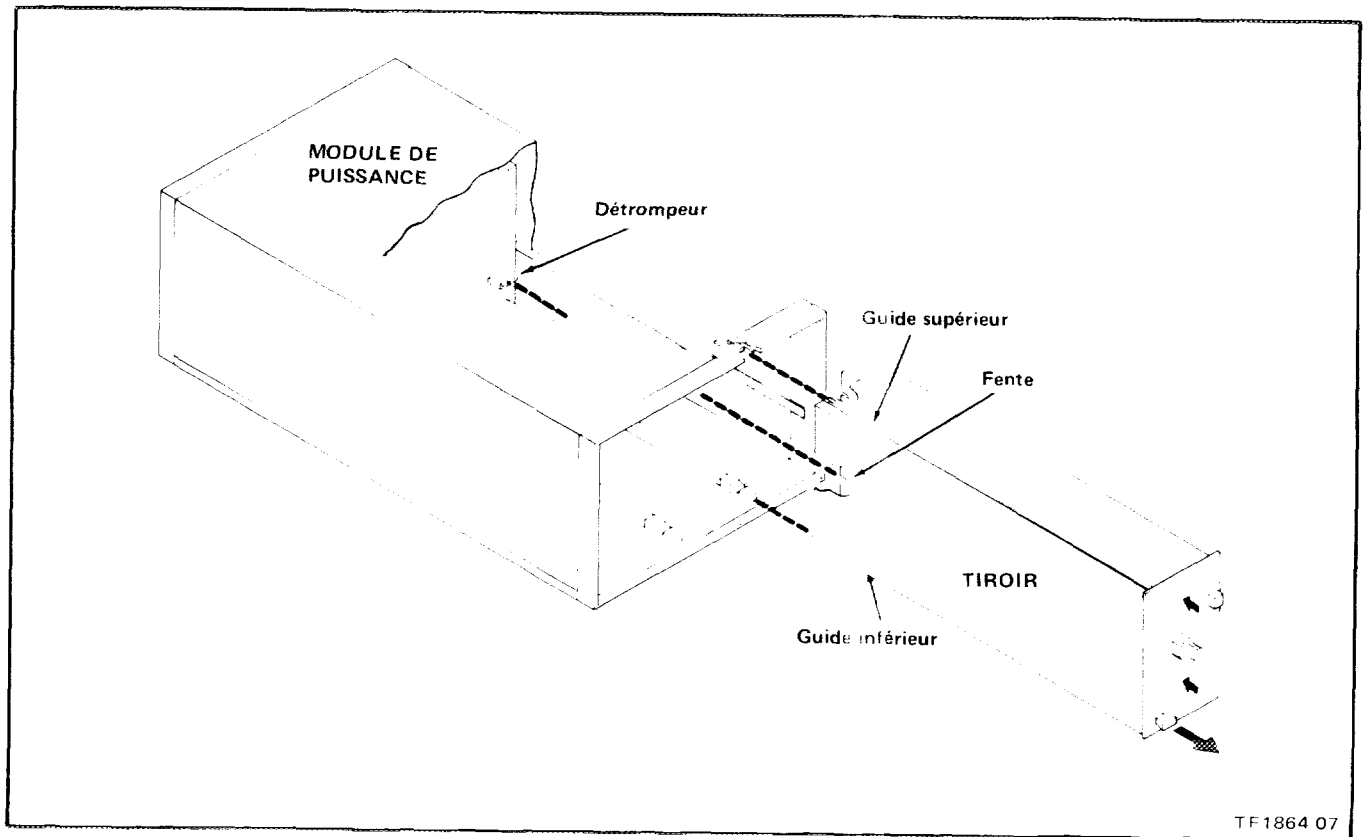 MODULE DE
PUISSANCE
Détrompeur
Guide supérieur
Fente
TIROIR
Guide inférieur
TF1864 07